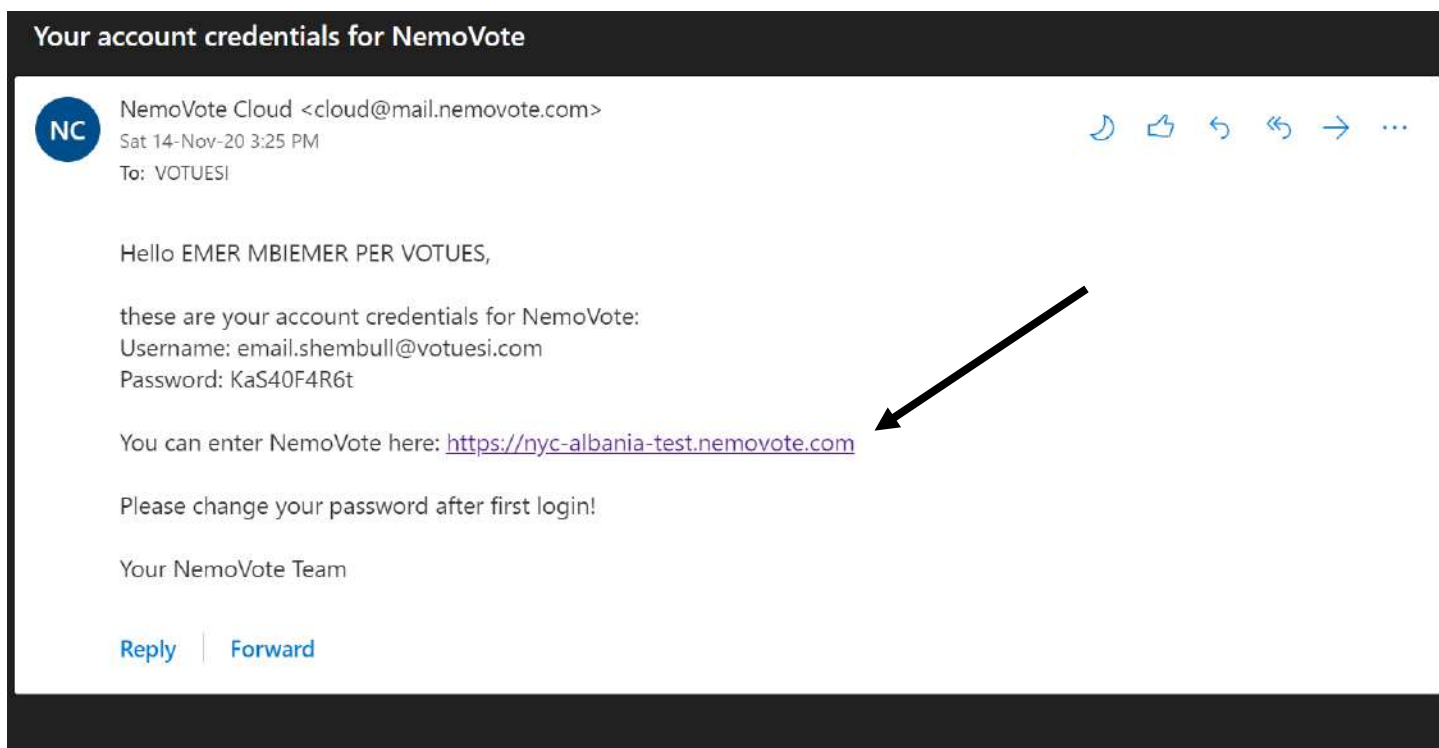 Your account credentials for NemoVote
NC
NemoVote Cloud <cloud@mail.nemovote.com>
Sat 14-Nov-20 3:25 PM
To: VOTUESI
Hello EMER MBIEMER PER VOTUES,
these are your account credentials for NemoVote:
Username: email.shembull@votuesi.com
Password: KaS40F4R6t
You can enter NemoVote here: https://nyc-albania-test.nemovote.com
Please change your password after first login!
Your NemoVote Team
Reply Forward